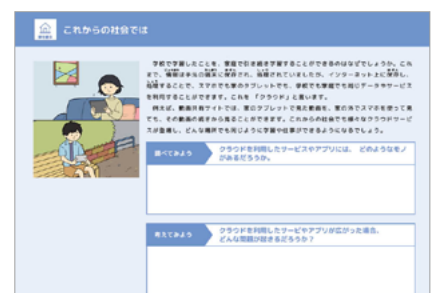 これからの社会では
学校で学習したことを、家庭で引き続き学習することができるのはなぜでしょうか。これ
まで、情報は手元の端末に保存され、処理されていましたが、インターネット上に保存し、
処理することで、スマホでも家のタブレットでも、学校でも家庭でも同じデータやサービス
を利用することができます。これを「クラウド」と言います。
例えば、動画共有サイトでは、家のタブレットで見た動画を、家の外でスマホを使って見
ても、その動画の続きから見ることができます。これからの社会でも様々なクラウドサービ
スが登場し、どんな場所でも同じように学習や仕事ができるようになるでしょう。
調べてみよう
クラウドを利用したサービスやアプリには、どのようなモノ
があるだろうか。
考えてみよう
クラウドを利用したサービやアプリが広がった場合、
どんな問題が起きるだろうか？